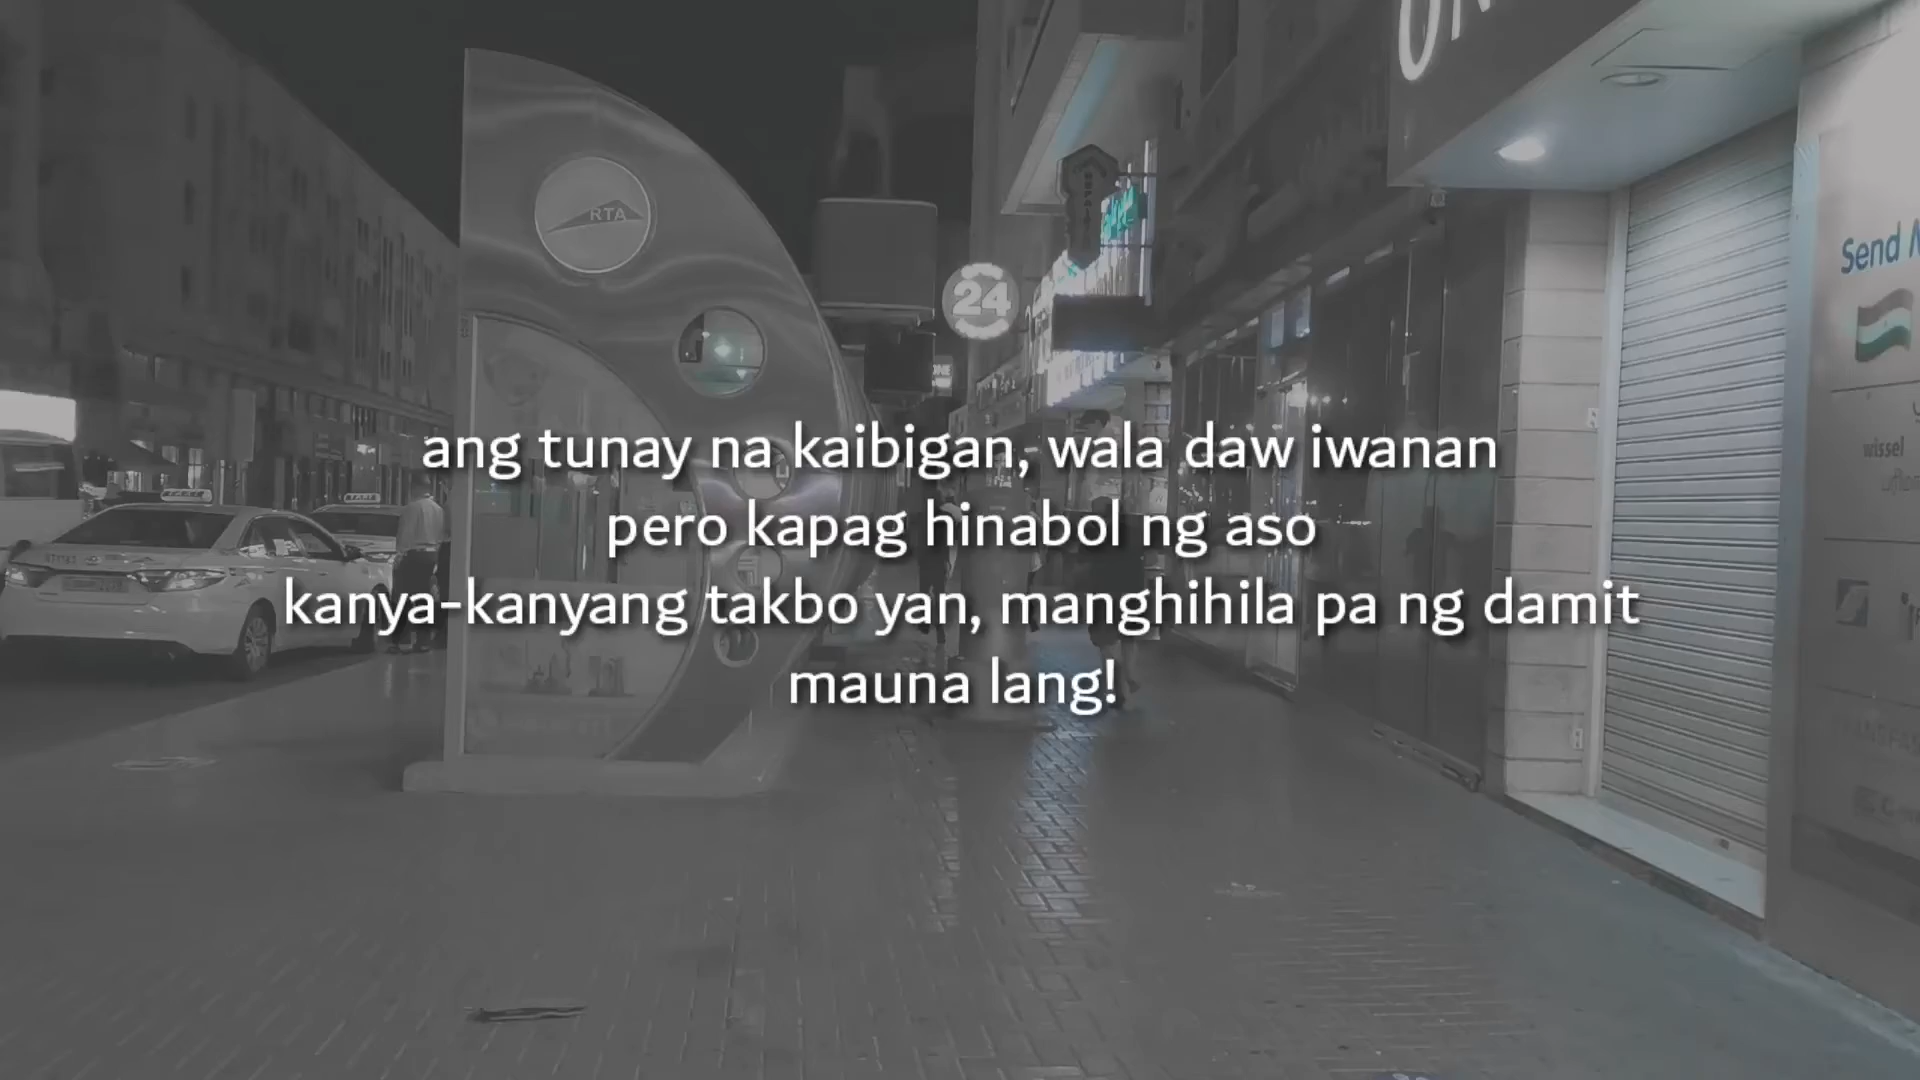 RTA
24
Send
wissel
ang tunay na kaibigan, wala daw iwanan
pero kapag hinabol ng aso
kanya-kanyang takbo yan, manghihila pa ng damit
mauna lang!